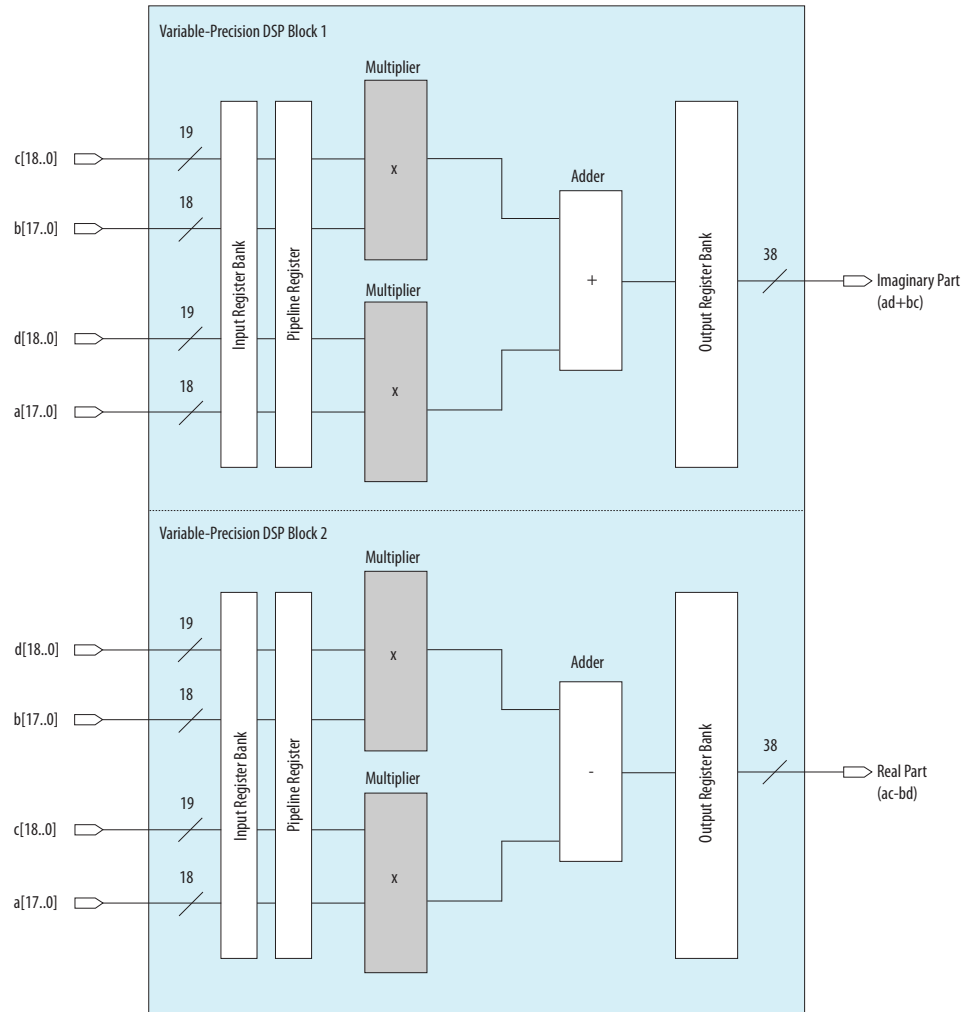 Variable-Precision DSP Block 1
Multiplier
19
c[18..0]
x
18
b[17..0]
Adder
Input Register Bank
Pipeline Register
+
Output Register Bank
38
Imaginary Part
(ad+bc)
Multiplier
19
d[18..0]
x
18
a[17..0]
Variable-Precision DSP Block 2
Multiplier
19
d[18..0]
x
18
b[17..0]
Adder
Input Register Bank
Pipeline Register
-
Output Register Bank
38
Real Part
(ac-bd)
Multiplier
19
c[18..0]
x
18
a[17..0]